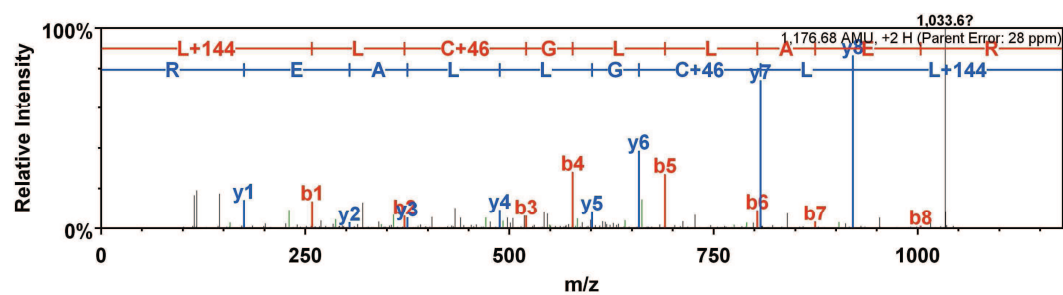 1,033.6?
100%
L+144 L C+46 G L L A E R
1,176.68 AMU, +2 H (Parent Error: 28 ppm)
R E A L L G C+46 L L+144
y8
y7
y6
b4
b5
y1
b1
y2
b2
y3
y4
b3
y5
b6
b7
b8
0%
0 250 500 750 1000
m/z
Relative Intensity